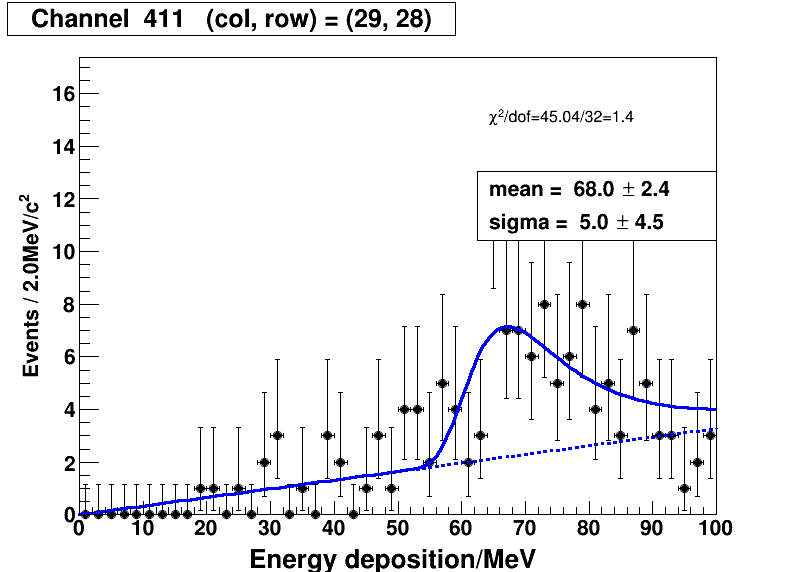 Channel 411 (col, row) = (29, 28)
χ²/dof=45.04/32=1.4
mean = 68.0 ± 2.4
sigma = 5.0 ± 4.5
Events / 2.0MeV/c²
16
14
12
10
8
6
4
2
0
0 10 20 30 40 50 60 70 80 90 100
Energy deposition/MeV